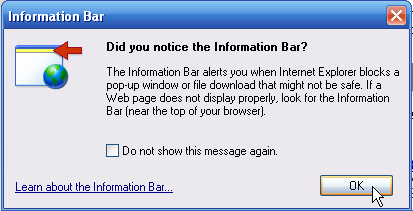 Information Bar
Did you notice the Information Bar?
The Information Bar alerts you when Internet Explorer blocks a
pop-up window or file download that might not be safe. If a
Web page does not display properly, look for the Information
Bar (near the top of your browser).
Do not show this message again.
Learn about the Information Bar...
OK